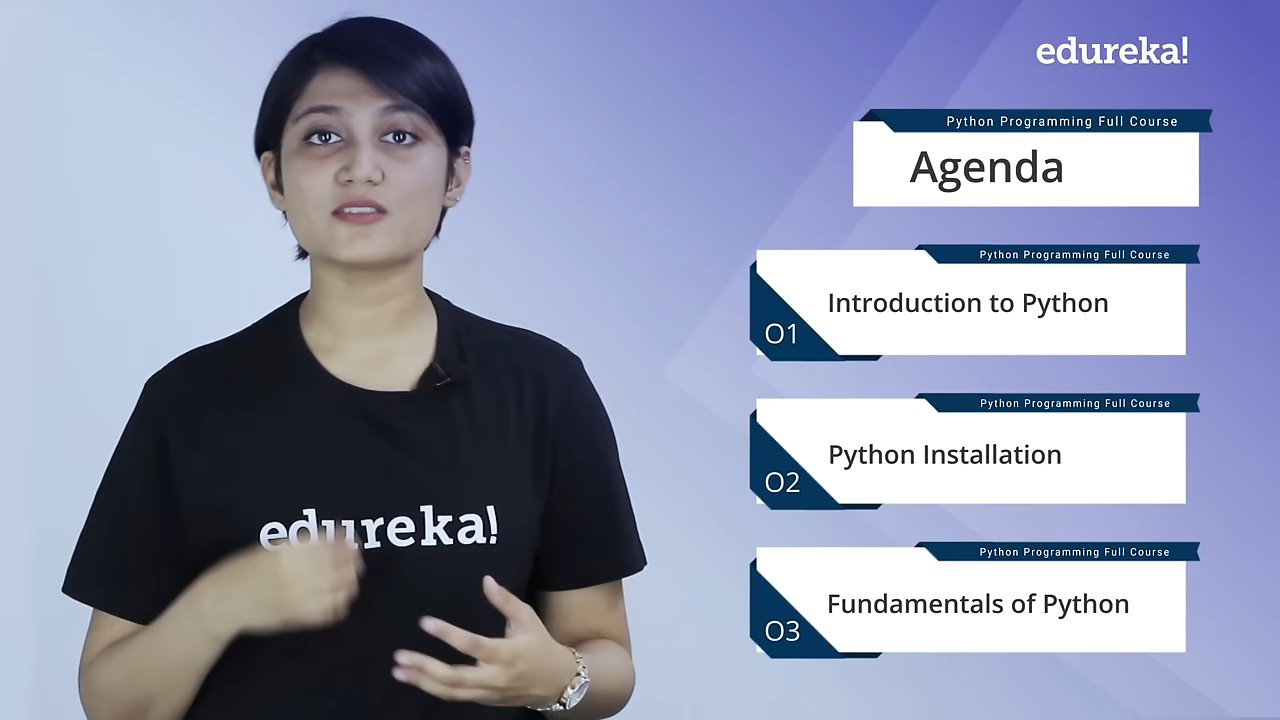 edureka!
Python Programming Full Course
Agenda
Python Programming Full Course
Introduction to Python
01
Python Programming Full Course
Python Installation
02
Python Programming Full Course
Fundamentals of Python
03
edureka!